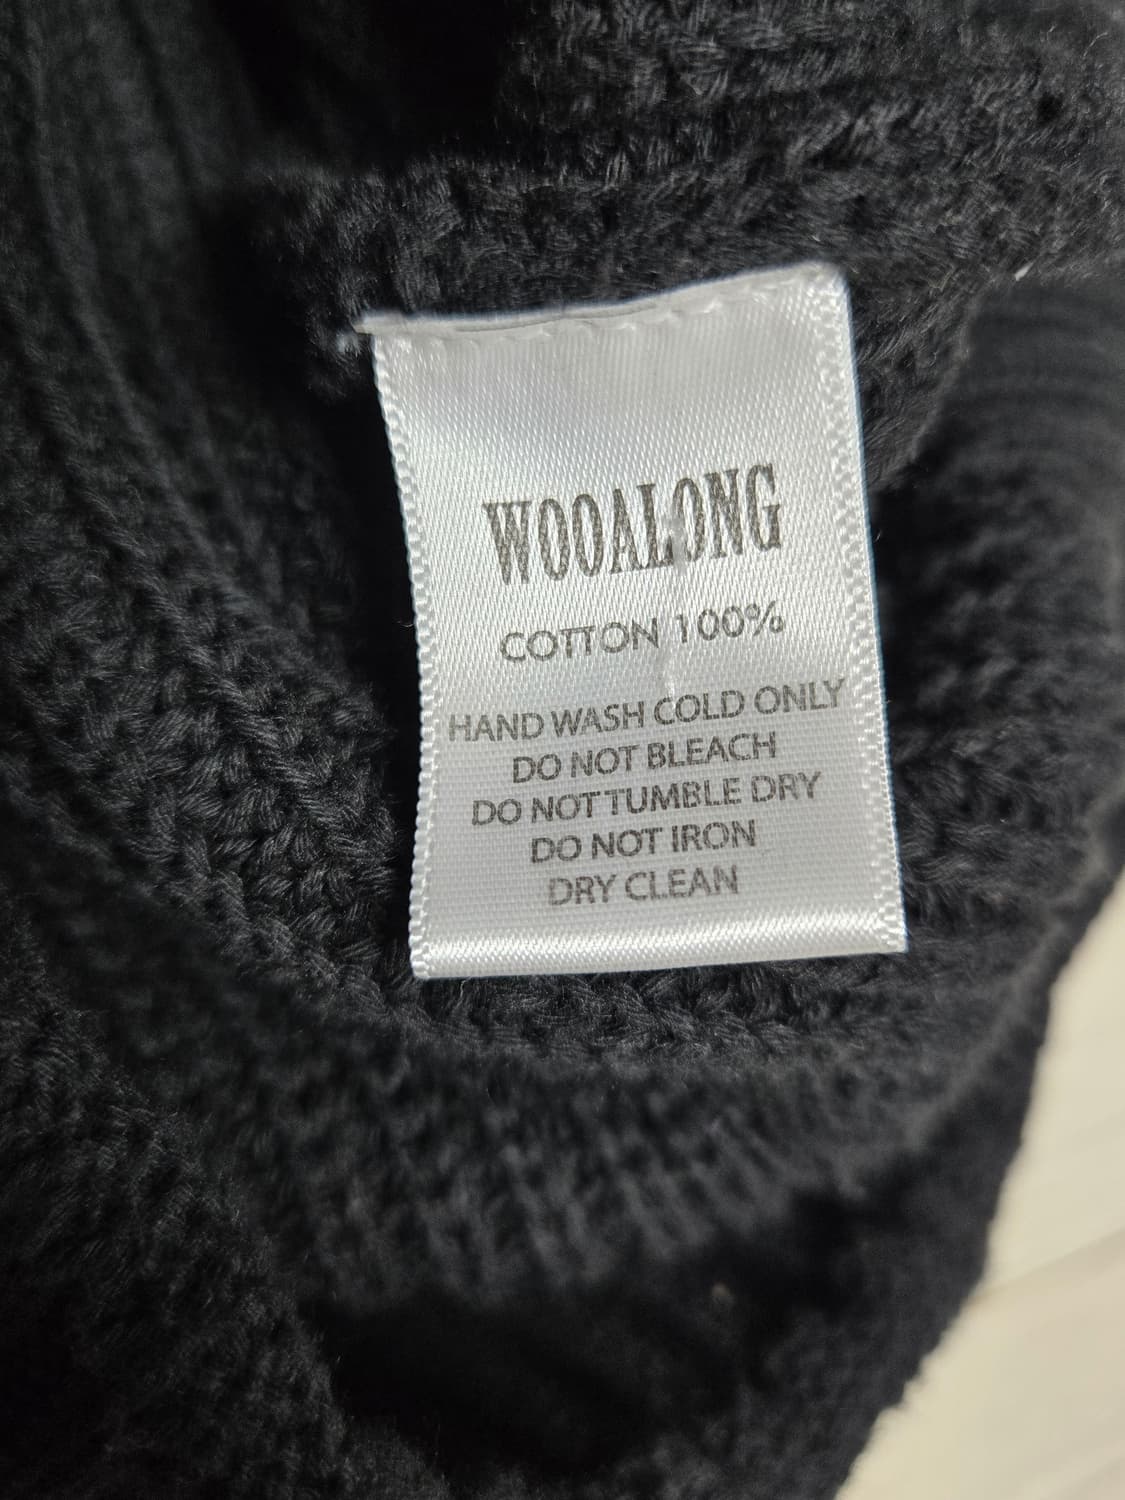 WOOALONG
COTTON 100%
HAND WASH COLD ONLY
DO NOT BLEACH
DO NOT TUMBLE DRY
DO NOT IRON
DRY CLEAN